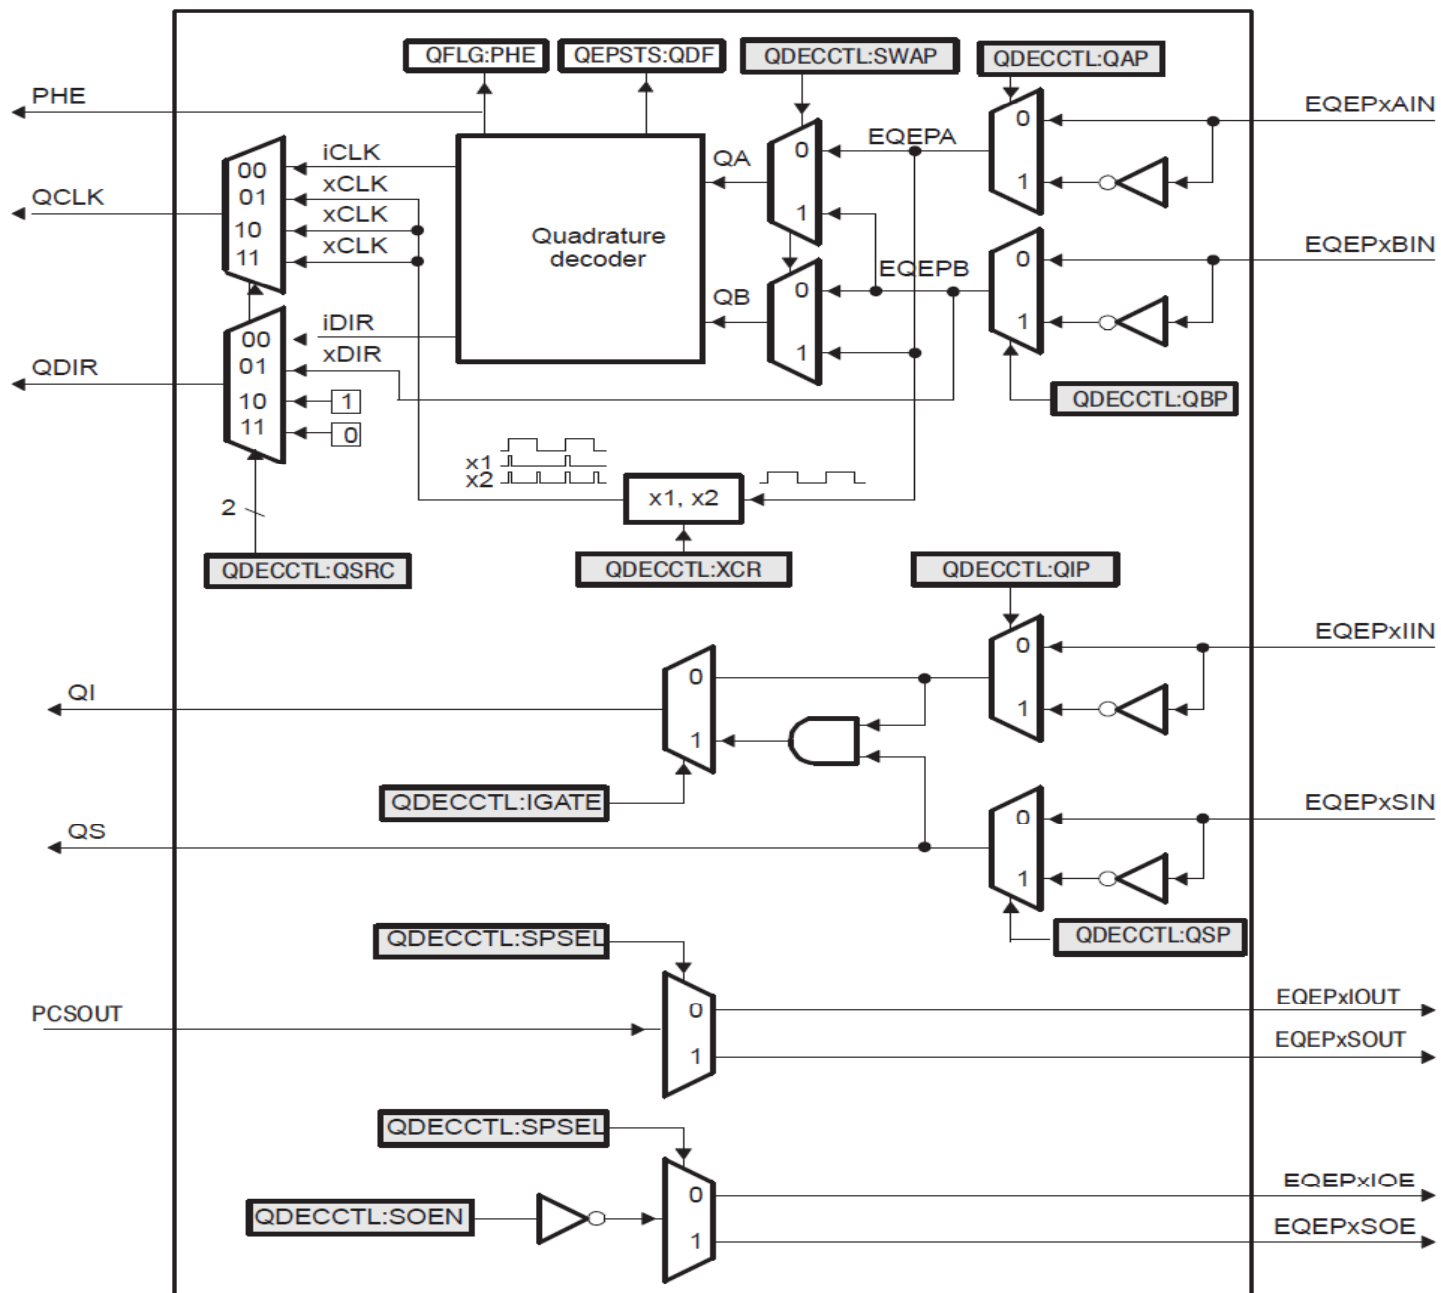 QFLG:PHE
QEPSTS:QDF
QDECCTL:SWAP
QDECCTL:QAP
PHE
EQEPxAIN
0
EQEPA
iCLK
00
QA
0
xCLK
01
1
QCLK
xCLK
10
1
Quadrature
decoder
EQEPxBIN
xCLK
11
0
EQEPB
QB
0
iDIR
00
1
xDIR
01
1
QDIR
10
1
QDECCTL:QBP
11
0
x1
x2
x1, x2
2
QDECCTL:QSRC
QDECCTL:XCR
QDECCTL:QIP
EQEPxIIN
0
0
QI
1
1
QDECCTL:IGATE
EQEPxSIN
0
QS
1
QDECCTL:SPSEL
QDECCTL:QSP
EQEPxIOUT
PCSOUT
0
EQEPxSOUT
1
QDECCTL:SPSEL
EQEPxIOE
0
QDECCTL:SOEN
EQEPxSOE
1